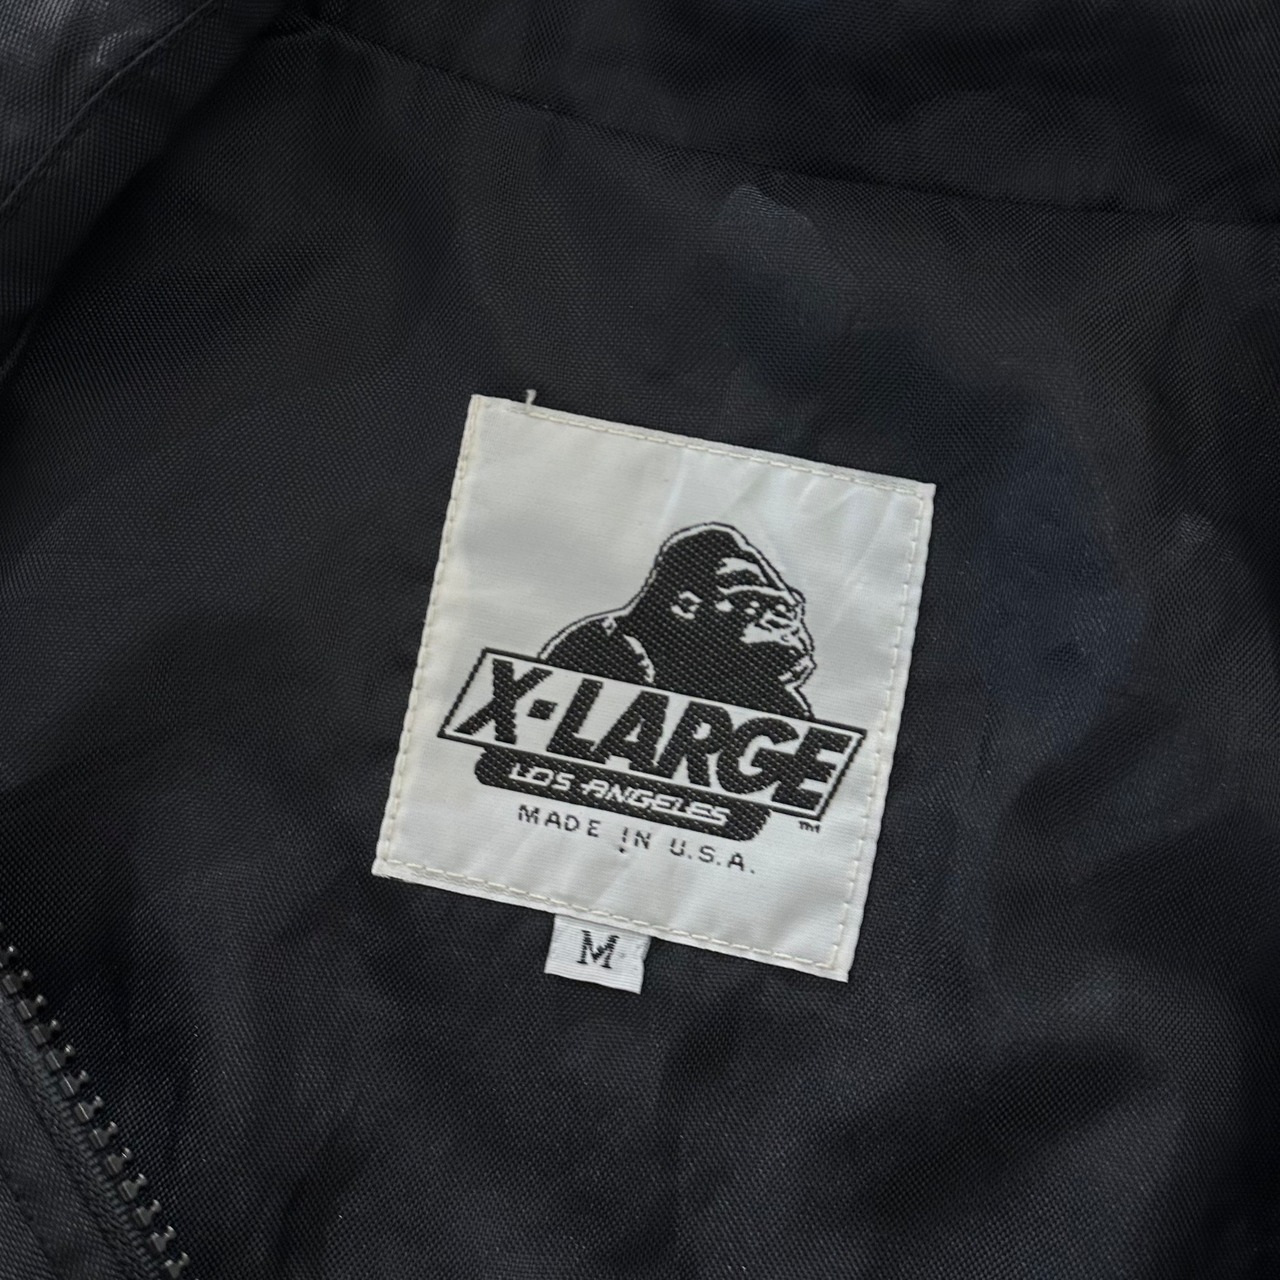 X-LARGE
LOS ANGELES
TM
MADE IN U.S.A.
M